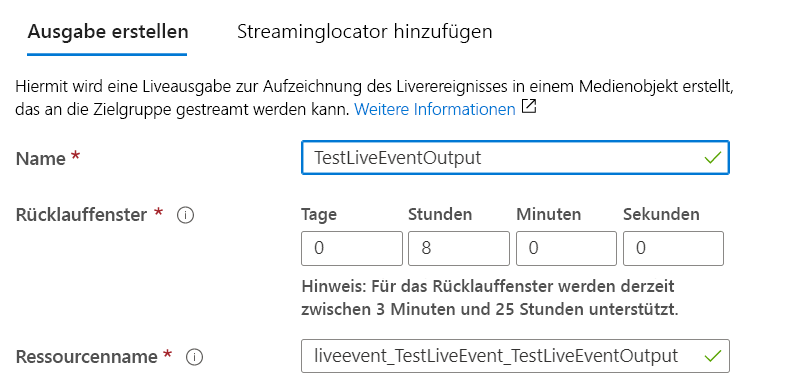 Ausgabe erstellen Streaminglocator hinzufügen
Hiermit wird eine Liveausgabe zur Aufzeichnung des Liverereignisses in einem Medienobjekt erstellt,
das an die Zielgruppe gestreamt werden kann. Weitere Informationen
Name * TestLiveEventOutput
Rücklauffenster * Tage Stunden Minuten Sekunden
0 8 0 0
Hinweis: Für das Rücklauffenster werden derzeit
zwischen 3 Minuten und 25 Stunden unterstützt.
Ressourcenname * liveevent_TestLiveEvent_TestLiveEventOutput